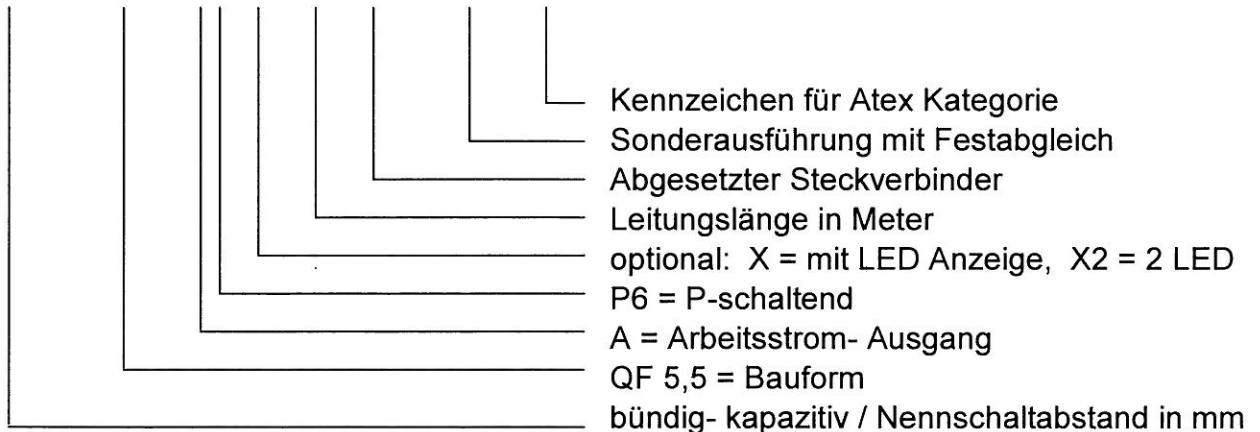 Kennzeichen für Atex Kategorie
Sonderausführung mit Festabgleich
Abgesetzter Steckverbinder
Leitungslänge in Meter
optional: X = mit LED Anzeige, X2 = 2 LED
P6 = P-schaltend
A = Arbeitsstrom- Ausgang
QF 5,5 = Bauform
bündig- kapazitiv / Nennschaltabstand in mm